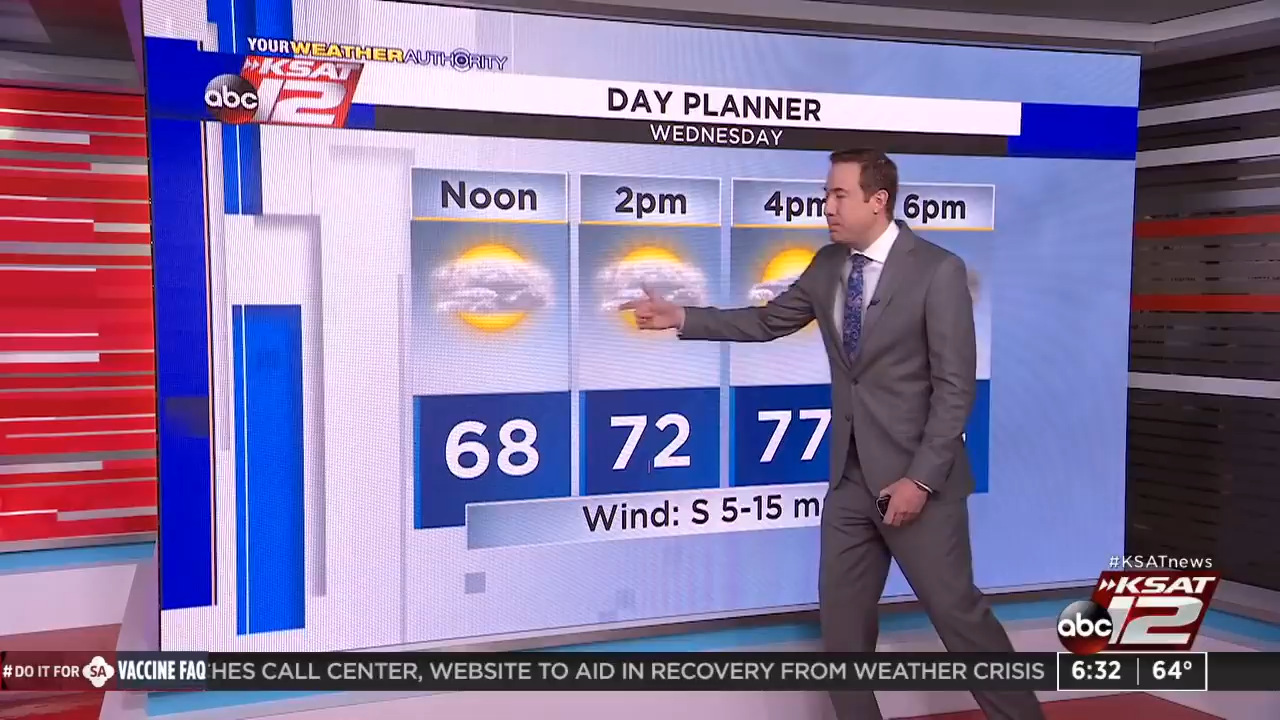 YOUR WEATHER AUTHORITY
KSAT
abc 12
DAY PLANNER
WEDNESDAY
Noon
2pm
4pm
6pm
68
72
77
Wind: S 5-15
#KSATnews
KSAT
abc 12
#DO IT FOR SA VACCINE FAQ
HES CALL CENTER, WEBSITE TO AID IN RECOVERY FROM WEATHER CRISIS
6:32 64°